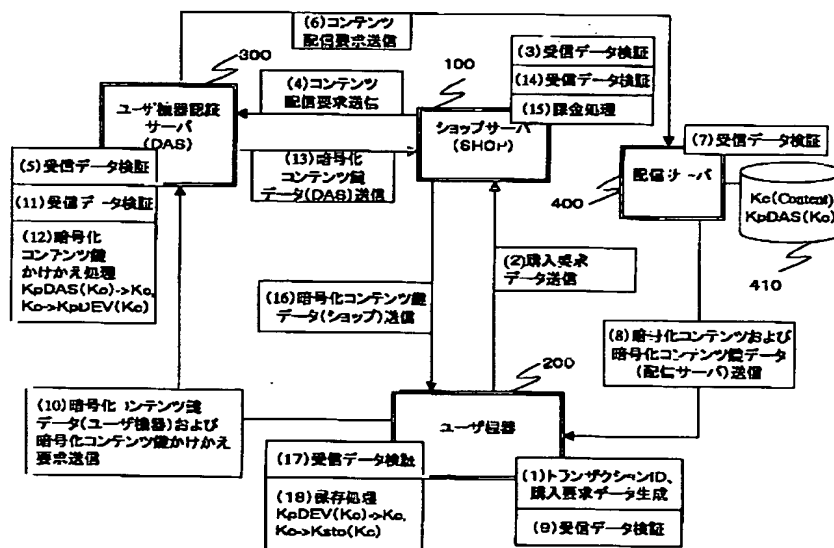 (6)コンテンツ
配信要求送信
300
100
(4)コンテンツ
配信要求送信
(3)受信データ検証
(14)受信データ検証
(15)課金処理
ユーザ機器認証
サーバ
(DAS)
ショップサーバ
(SHOP)
(7)受信データ検証
(13)暗号化
コンテンツ鍵
データ(DAS)送信
(5)受信データ検証
(11)受信データ検証
(12)暗号化
コンテンツ鍵
かけかえ処理
KpDAS(Kc)->Kc,
Kc->KpDEV(Kc)
400
配信サーバ
Kc(Content)
KpDAS(Kc)
410
(2)購入要求
データ送信
(16)暗号化コンテンツ鍵
データ(ショップ)送信
(8)暗号化コンテンツおよび
暗号化コンテンツ鍵データ
(配信サーバ)送信
200
(10)暗号化コンテンツ鍵
データ(ユーザ機器)および
暗号化コンテンツ鍵かけかえ
要求送信
ユーザ機器
(17)受信データ検証
(18)保存処理
KpDEV(Kc)->Kc,
Kc->Ksto(Kc)
(1)トランザクションID、
購入要求データ生成
(9)受信データ検証